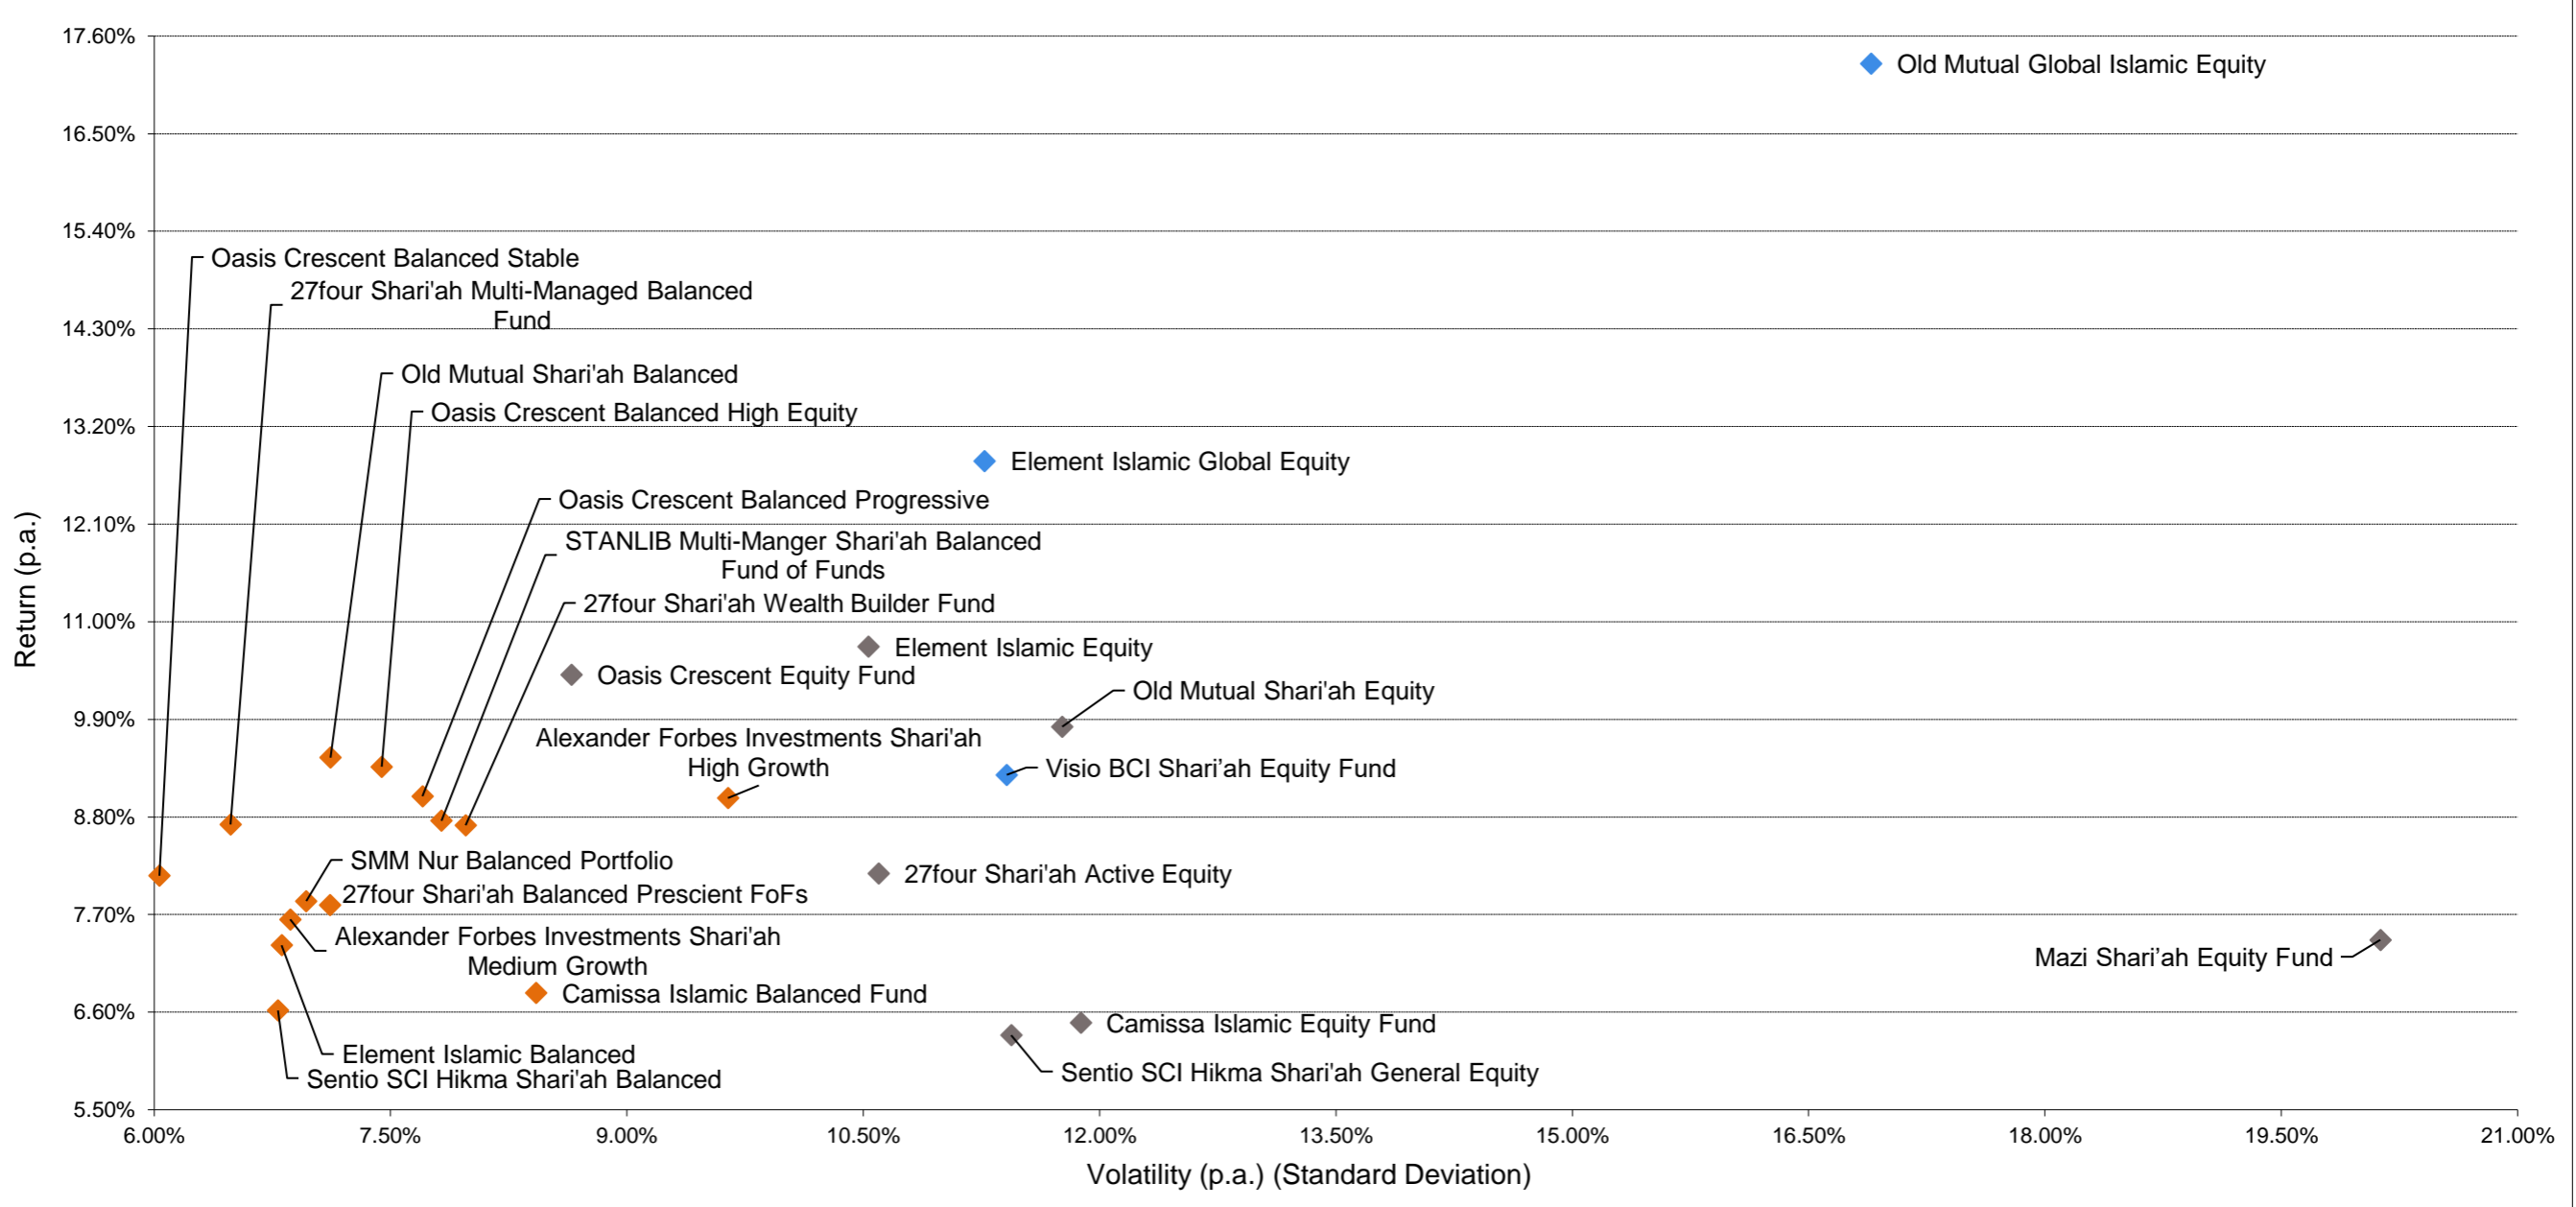 17.60%
Old Mutual Global Islamic Equity
16.50%
15.40%
Oasis Crescent Balanced Stable
27four Shari'ah Multi-Managed Balanced
Fund
14.30%
Old Mutual Shari'ah Balanced
Oasis Crescent Balanced High Equity
13.20%
Element Islamic Global Equity
Oasis Crescent Balanced Progressive
12.10%
STANLIB Multi-Manger Shari'ah Balanced
Fund of Funds
27four Shari'ah Wealth Builder Fund
11.00%
Return (p.a.)
Element Islamic Equity
Oasis Crescent Equity Fund
Old Mutual Shari'ah Equity
9.90%
Alexander Forbes Investments Shari'ah
High Growth
Visio BCI Shari’ah Equity Fund
8.80%
SMM Nur Balanced Portfolio
27four Shari'ah Active Equity
27four Shari'ah Balanced Prescient FoFs
7.70%
Alexander Forbes Investments Shari'ah
Medium Growth
Mazi Shari’ah Equity Fund
Camissa Islamic Balanced Fund
6.60%
Camissa Islamic Equity Fund
Element Islamic Balanced
Sentio SCI Hikma Shari'ah General Equity
Sentio SCI Hikma Shari'ah Balanced
5.50%
6.00% 7.50% 9.00% 10.50% 12.00% 13.50% 15.00% 16.50% 18.00% 19.50% 21.00%
Volatility (p.a.) (Standard Deviation)